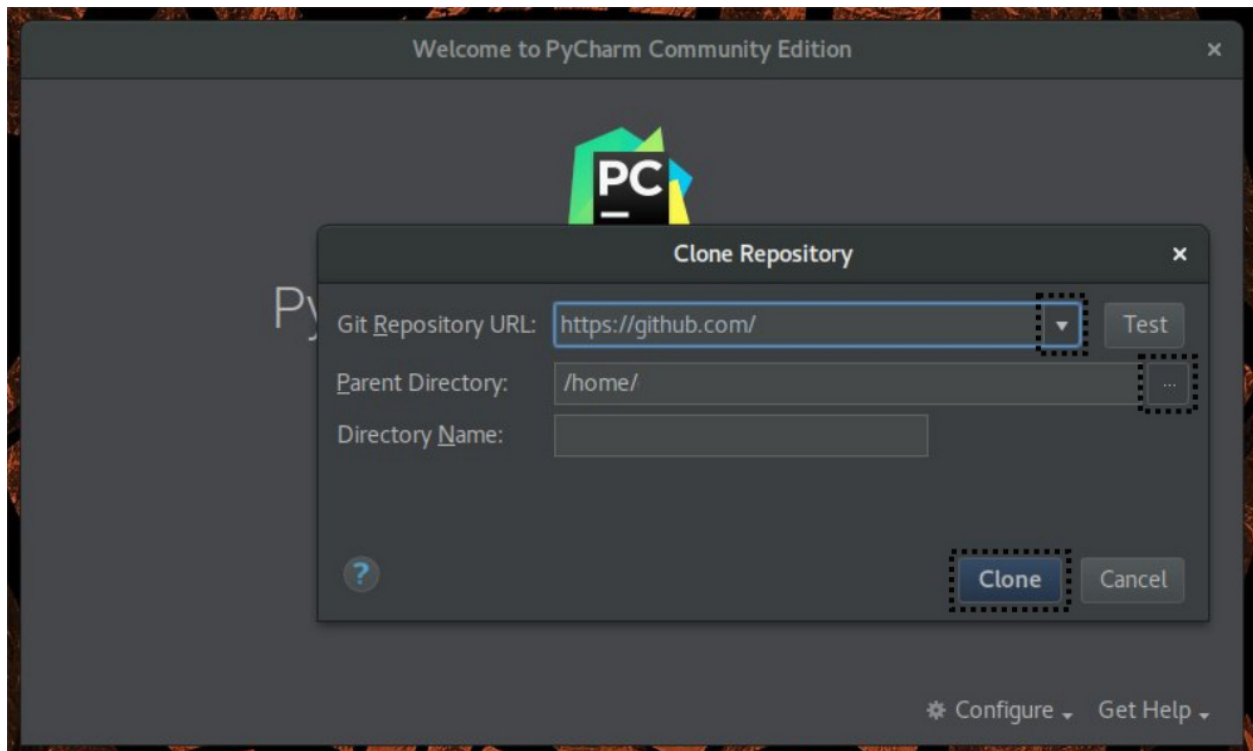 Welcome to PyCharm Community Edition ×
PC
Clone Repository ×
Py
Git Repository URL: https://github.com/ Test
Parent Directory: /home/ ...
Directory Name:
? Clone Cancel
Configure Get Help